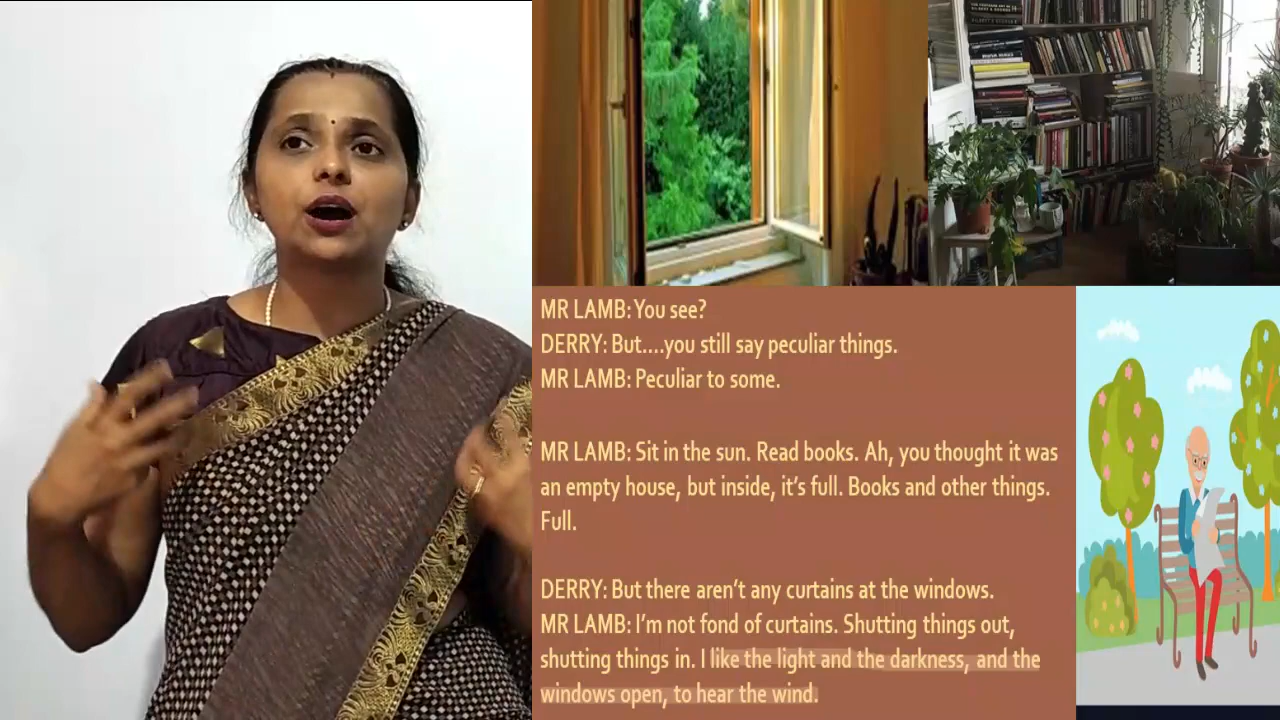 MR LAMB: You see?
DERRY: But....you still say peculiar things.
MR LAMB: Peculiar to some.
MR LAMB: Sit in the sun. Read books. Ah, you thought it was
an empty house, but inside, it’s full. Books and other things.
Full.
DERRY: But there aren’t any curtains at the windows.
MR LAMB: I’m not fond of curtains. Shutting things out,
shutting things in. I like the light and the darkness, and the
windows open, to hear the wind.